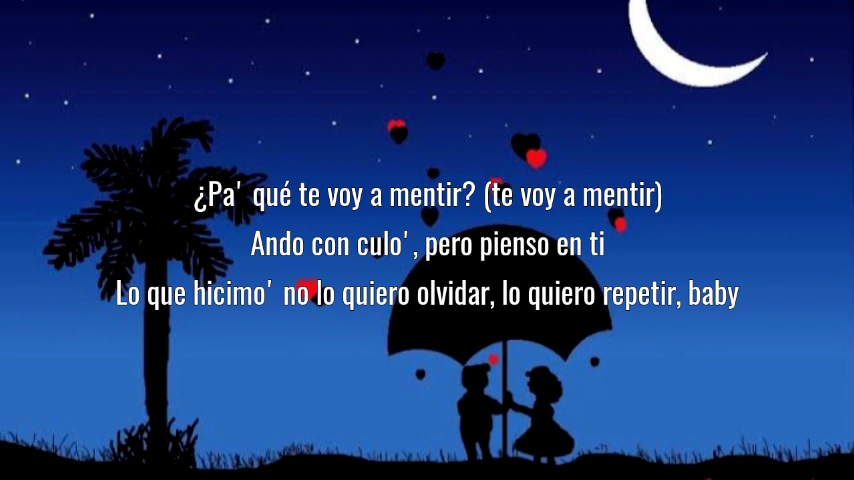 ¿Pa' qué te voy a mentir? (te voy a mentir)
Ando con culo', pero pienso en ti
Lo que hicimo' no lo quiero olvidar, lo quiero repetir, baby